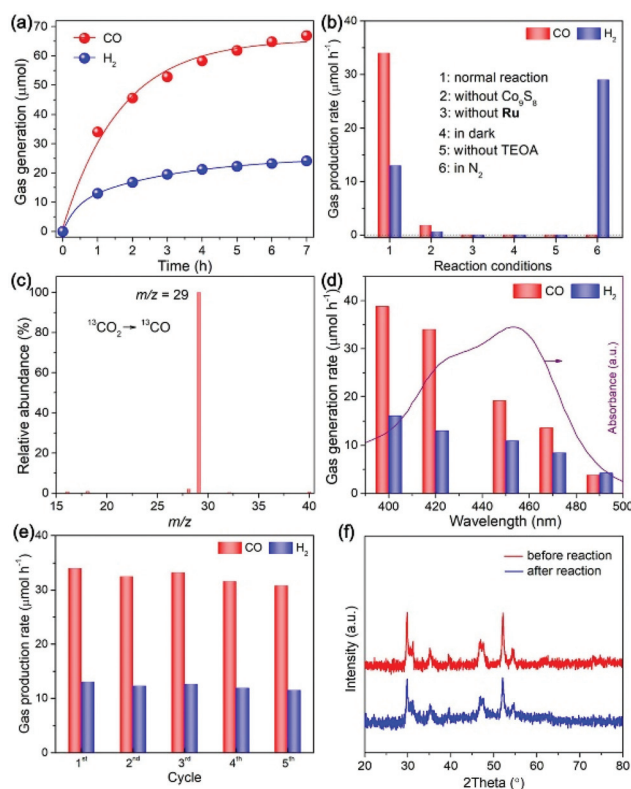 (a)
Gas generation (μmol)
70
60
50
40
30
20
10
0
CO
H₂
0 1 2 3 4 5 6 7
Time (h)
(b)
Gas production rate (μmol h⁻¹)
40
30
20
10
0
CO H₂
1: normal reaction
2: without Co₉S₈
3: without Ru
4: in dark
5: without TEOA
6: in N₂
1 2 3 4 5 6
Reaction conditions
(c)
Relative abundance (%)
100
80
60
40
20
0
m/z = 29
¹³CO₂→ ¹³CO
15 20 25 30 35 40
m/z
(d)
Gas generation rate (μmol h⁻¹)
50
40
30
20
10
0
CO H₂
Absorbance (a.u.)
400 420 440 460 480 500
Wavelength (nm)
(e)
Gas production rate (μmol h⁻¹)
40
30
20
10
0
CO H₂
1ˢᵗ 2ⁿᵈ 3ʳᵈ 4ᵗʰ 5ᵗʰ
Cycle
(f)
Intensity (a.u.)
before reaction
after reaction
20 30 40 50 60 70 80
2Theta (°)